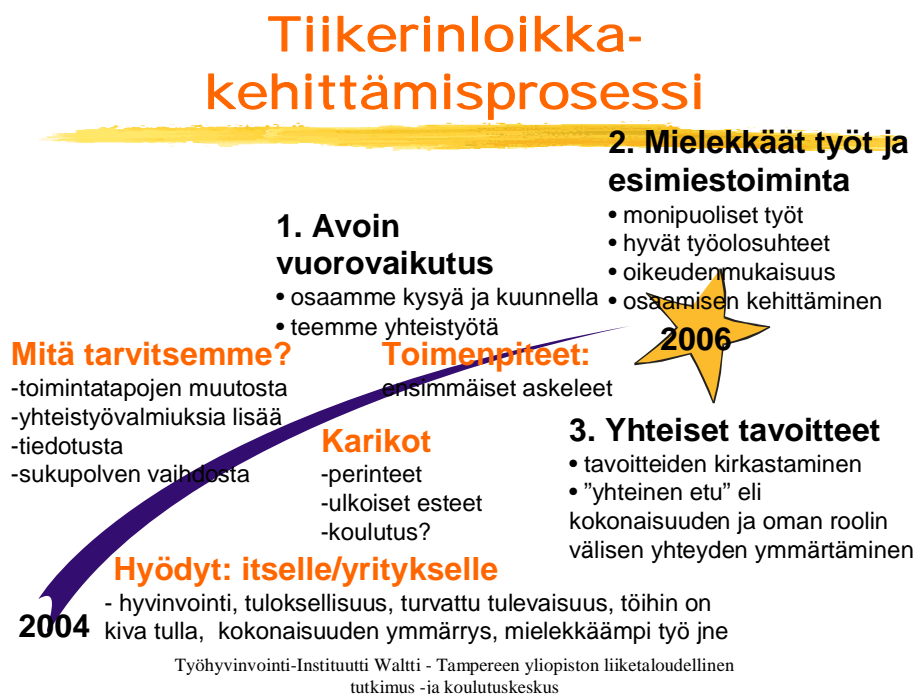 Tiikerinloikka-
kehittämisprosessi
2. Mielekkäät työt ja
esimiestoiminta
• monipuoliset työt
• hyvät työolosuhteet
• oikeudenmukaisuus
• osaamisen kehittäminen
1. Avoin
vuorovaikutus
• osaamme kysyä ja kuunnella
• teemme yhteistyötä
2006
Mitä tarvitsemme?
-toimintatapojen muutosta
-yhteistyövalmiuksia lisää
-tiedotusta
-sukupolven vaihdosta
Toimenpiteet:
ensimmäiset askeleet
Karikot
-perinteet
-ulkoiset esteet
-koulutus?
3. Yhteiset tavoitteet
• tavoitteiden kirkastaminen
• ”yhteinen etu” eli
kokonaisuuden ja oman roolin
välisen yhteyden ymmärtäminen
Hyödyt: itselle/yritykselle
- hyvinvointi, tuloksellisuus, turvattu tulevaisuus, töihin on
kiva tulla, kokonaisuuden ymmärrys, mielekkäämpi työ jne
2004
Työhyvinvointi-Instituutti Waltti - Tampereen yliopiston liiketaloudellinen
tutkimus -ja koulutuskeskus